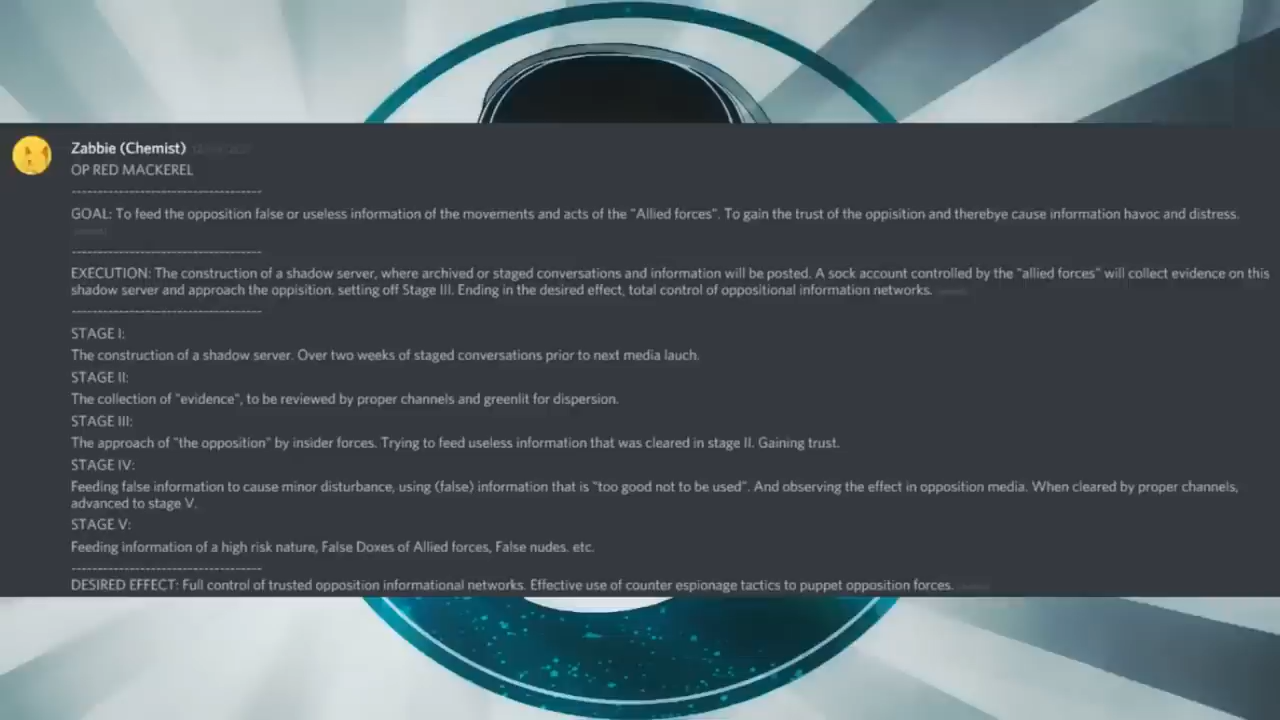 Zabbie (Chemist)
OP RED MACKEREL
-----------------------------------
GOAL: To feed the opposition false or useless information of the movements and acts of the "Allied forces". To gain the trust of the oppisition and therebye cause information havoc and distress.
-----------------------------------
EXECUTION: The construction of a shadow server, where archived or staged conversations and information will be posted. A sock account controlled by the "allied forces" will collect evidence on this
shadow server and approach the oppisition. setting off Stage III. Ending in the desired effect, total control of oppositional information networks.
-----------------------------------
STAGE I:
The construction of a shadow server. Over two weeks of staged conversations prior to next media lauch.
STAGE II:
The collection of "evidence", to be reviewed by proper channels and greenlit for dispersion.
STAGE III:
The approach of "the opposition" by insider forces. Trying to feed useless information that was cleared in stage II. Gaining trust.
STAGE IV:
Feeding false information to cause minor disturbance, using (false) information that is "too good not to be used". And observing the effect in opposition media. When cleared by proper channels,
advanced to stage V.
STAGE V:
Feeding information of a high risk nature, False Doxes of Allied forces, False nudes. etc.
-----------------------------------
DESIRED EFFECT: Full control of trusted opposition informational networks. Effective use of counter espionage tactics to puppet opposition forces.